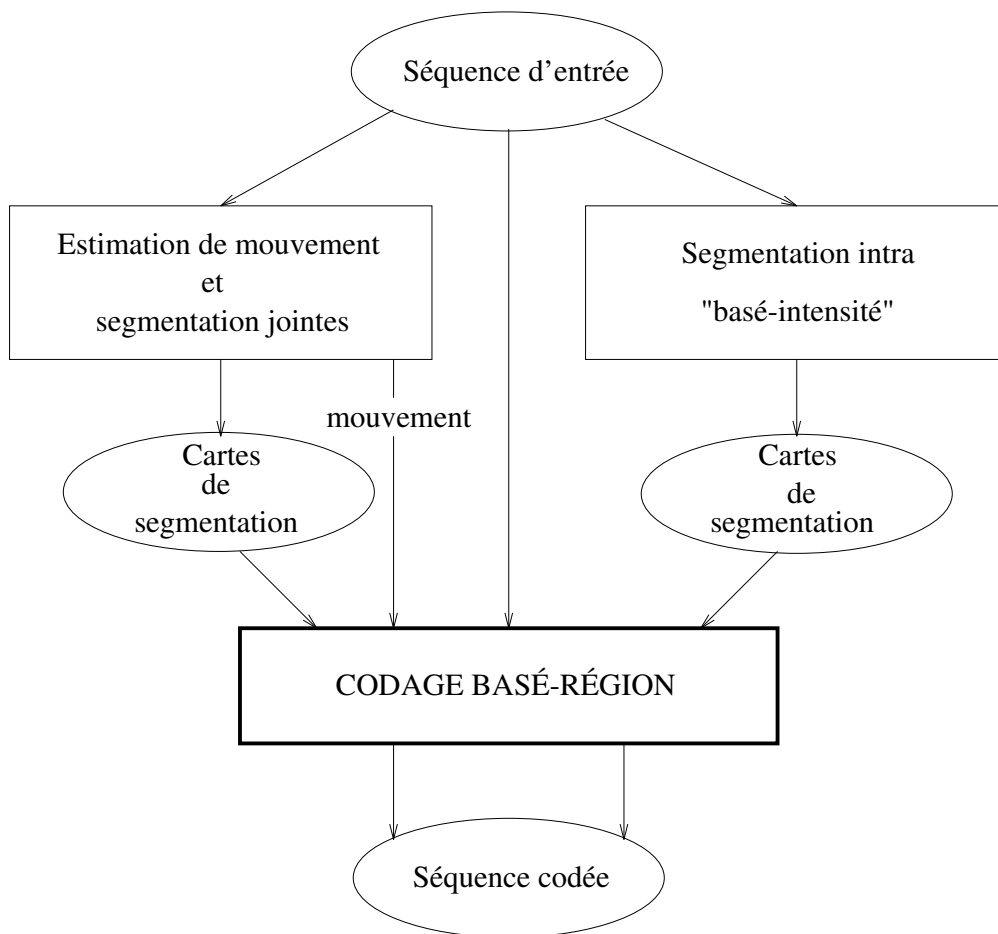 Séquence d'entrée
Estimation de mouvement
et
segmentation jointes
Segmentation intra
"basé-intensité"
mouvement
Cartes
de
segmentation
Cartes
de
segmentation
CODAGE BASÉ-RÉGION
Séquence codée